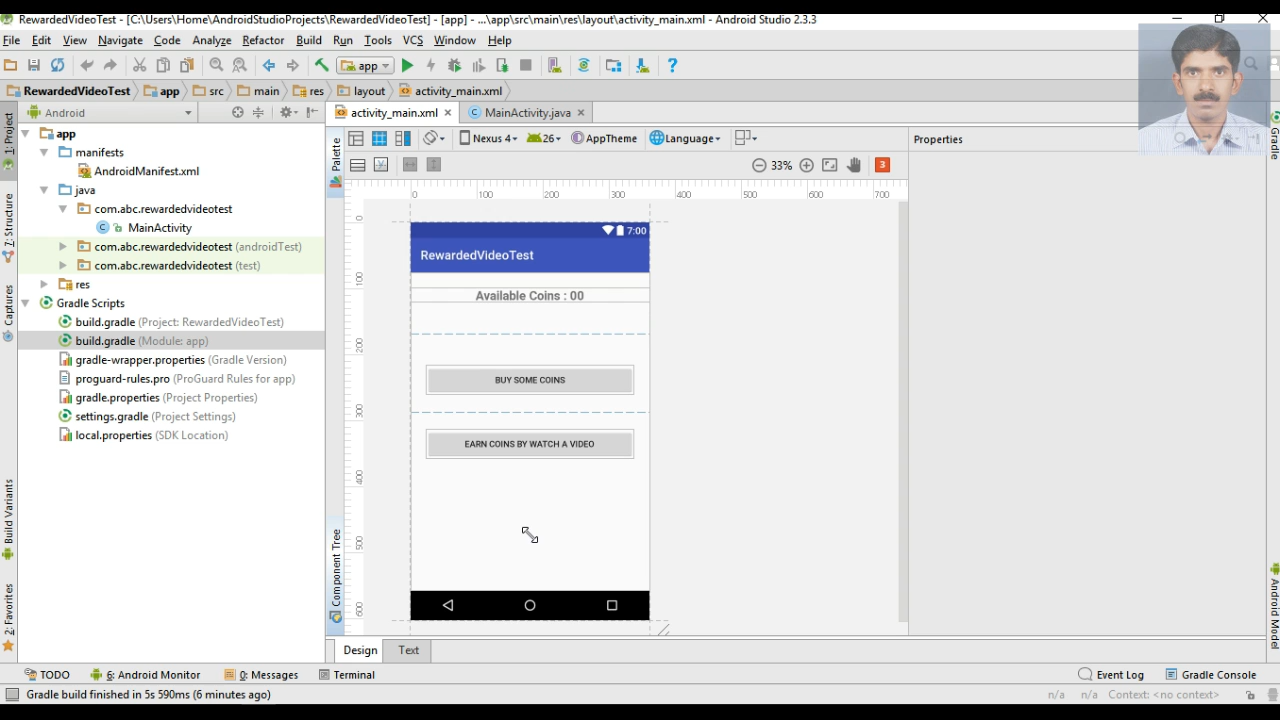 RewardedVideoTest - [C:\Users\Home\AndroidStudioProjects\RewardedVideoTest] - [app] - ...\app\src\main\res\layout\activity_main.xml - Android Studio 2.3.3
File Edit View Navigate Code Analyze Refactor Build Run Tools VCS Window Help
app
RewardedVideoTest app src main res layout activity_main.xml
Android
activity_main.xml MainActivity.java
1: Project
Palette
Nexus 4 26 AppTheme Language
Properties
Gradle
33% 3
app
manifests
AndroidManifest.xml
java
com.abc.rewardedvideotest
MainActivity
com.abc.rewardedvideotest (androidTest)
com.abc.rewardedvideotest (test)
res
Gradle Scripts
build.gradle (Project: RewardedVideoTest)
build.gradle (Module: app)
gradle-wrapper.properties (Gradle Version)
proguard-rules.pro (ProGuard Rules for app)
gradle.properties (Project Properties)
settings.gradle (Project Settings)
local.properties (SDK Location)
Z: Structure
Captures
Build Variants
2: Favorites
0 100 200 300 400 500 600 700
0
100
200
300
400
500
600
7:00
RewardedVideoTest
Available Coins : 00
BUY SOME COINS
EARN COINS BY WATCH A VIDEO
Component Tree
Android Model
Design Text
TODO 6: Android Monitor 0: Messages Terminal Event Log Gradle Console
Gradle build finished in 5s 590ms (6 minutes ago) n/a n/a Context: <no context>